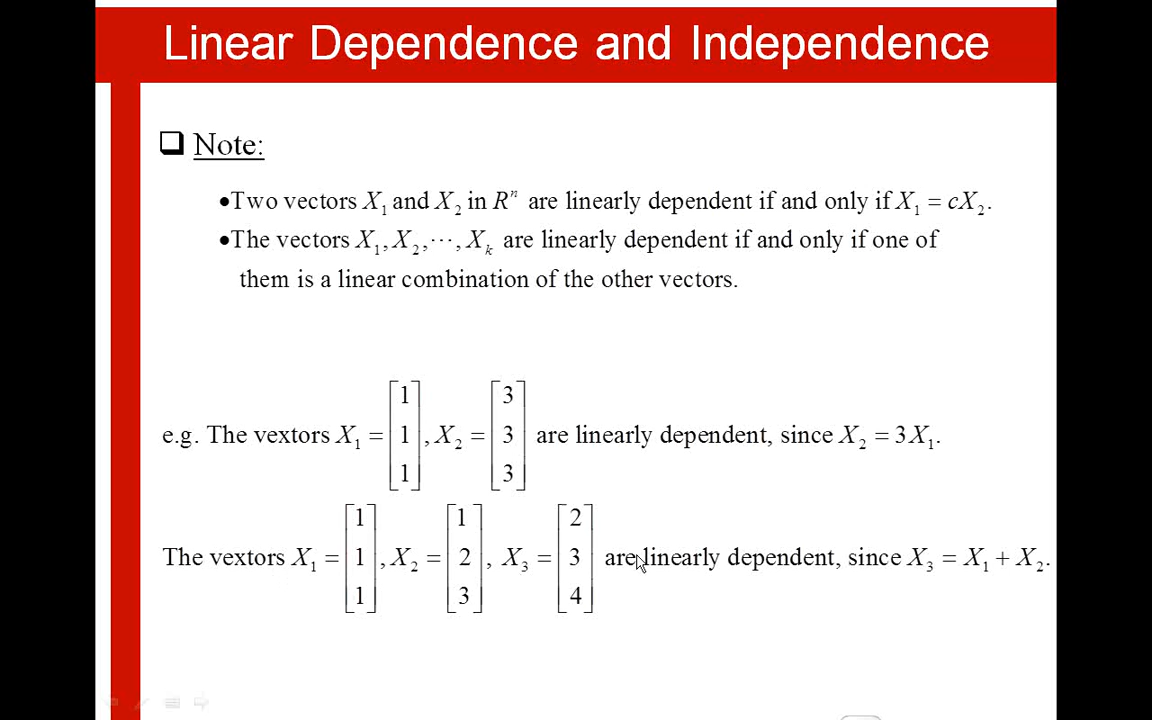 Linear Dependence and Independence
❑ Note:
•Two vectors X₁ and X₂ in Rⁿ are linearly dependent if and only if X₁ = cX₂.
•The vectors X₁, X₂, ⋯, Xₖ are linearly dependent if and only if one of
them is a linear combination of the other vectors.
e.g. The vextors X₁ = [1 1 1], X₂ = [3 3 3] are linearly dependent, since X₂ = 3X₁.
The vextors X₁ = [1 1 1], X₂ = [1 2 3], X₃ = [2 3 4] are linearly dependent, since X₃ = X₁ + X₂.